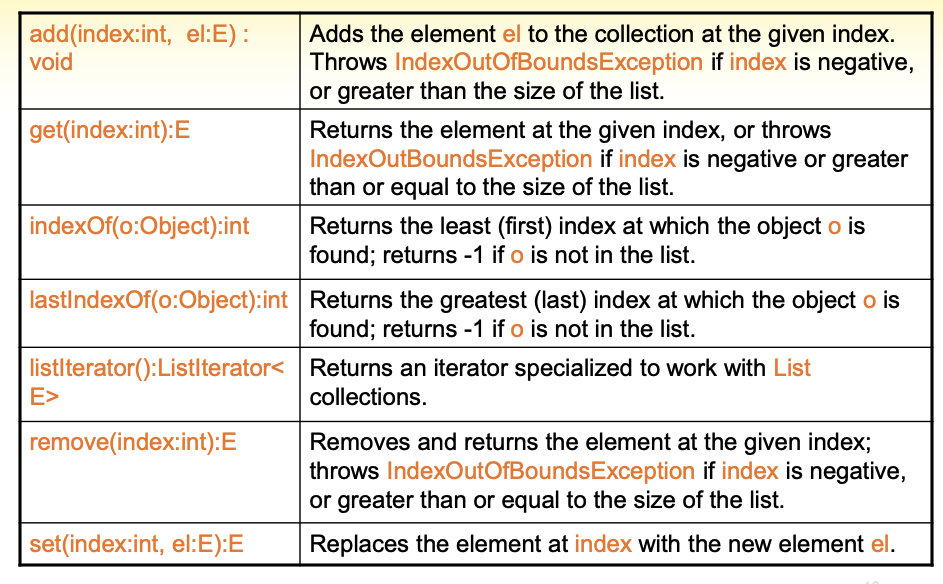 add(index:int, el:E) :
void
Adds the element el to the collection at the given index.
Throws IndexOutOfBoundsException if index is negative,
or greater than the size of the list.
get(index:int):E
Returns the element at the given index, or throws
IndexOutBoundsException if index is negative or greater
than or equal to the size of the list.
indexOf(o:Object):int
Returns the least (first) index at which the object o is
found; returns -1 if o is not in the list.
lastIndexOf(o:Object):int
Returns the greatest (last) index at which the object o is
found; returns -1 if o is not in the list.
listIterator():ListIterator<
E>
Returns an iterator specialized to work with List
collections.
remove(index:int):E
Removes and returns the element at the given index;
throws IndexOutOfBoundsException if index is negative,
or greater than or equal to the size of the list.
set(index:int, el:E):E
Replaces the element at index with the new element el.